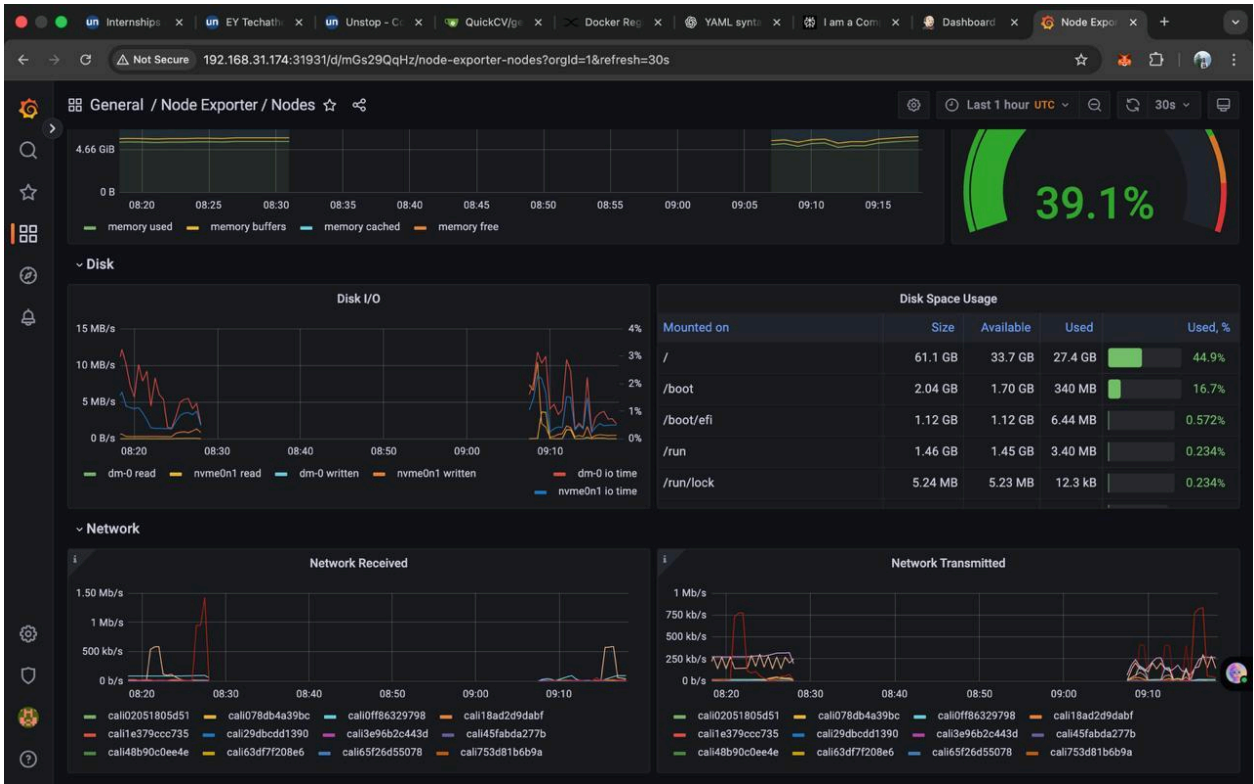 un Internships
un EY Techath
un Unstop - C
QuickCV/ge
Docker Reg
YAML synta
I am a Com
Dashboard
Node Expo
Not Secure 192.168.31.174:31931/d/mGs29QqHz/node-exporter-nodes?orgId=1&refresh=30s
General / Node Exporter / Nodes
Last 1 hour UTC
30s
4.66 GiB
0 B
08:20 08:25 08:30 08:35 08:40 08:45 08:50 08:55 09:00 09:05 09:10 09:15
memory used memory buffers memory cached memory free
39.1%
Disk
Disk I/O
15 MB/s 4%
3%
10 MB/s
2%
5 MB/s
1%
0 B/s 0%
08:20 08:30 08:40 08:50 09:00 09:10
dm-0 read nvme0n1 read dm-0 written nvme0n1 written dm-0 io time
nvme0n1 io time
Disk Space Usage
Mounted on Size Available Used Used, %
/ 61.1 GB 33.7 GB 27.4 GB 44.9%
/boot 2.04 GB 1.70 GB 340 MB 16.7%
/boot/efi 1.12 GB 1.12 GB 6.44 MB 0.572%
/run 1.46 GB 1.45 GB 3.40 MB 0.234%
/run/lock 5.24 MB 5.23 MB 12.3 kB 0.234%
Network
i
Network Received
1.50 Mb/s
1 Mb/s
500 kb/s
0 b/s
08:20 08:30 08:40 08:50 09:00 09:10
cali02051805d51 cali078db4a39bc cali0ff86329798 cali18ad2d9dabf
cali1e379ccc735 cali29dbcdd1390 cali3e96b2c443d cali45fabda277b
cali48b90c0ee4e cali63df7f208e6 cali65f26d55078 cali753d81b6b9a
i
Network Transmitted
1 Mb/s
750 kb/s
500 kb/s
250 kb/s
0 b/s
08:20 08:30 08:40 08:50 09:00 09:10
cali02051805d51 cali078db4a39bc cali0ff86329798 cali18ad2d9dabf
cali1e379ccc735 cali29dbcdd1390 cali3e96b2c443d cali45fabda277b
cali48b90c0ee4e cali63df7f208e6 cali65f26d55078 cali753d81b6b9a